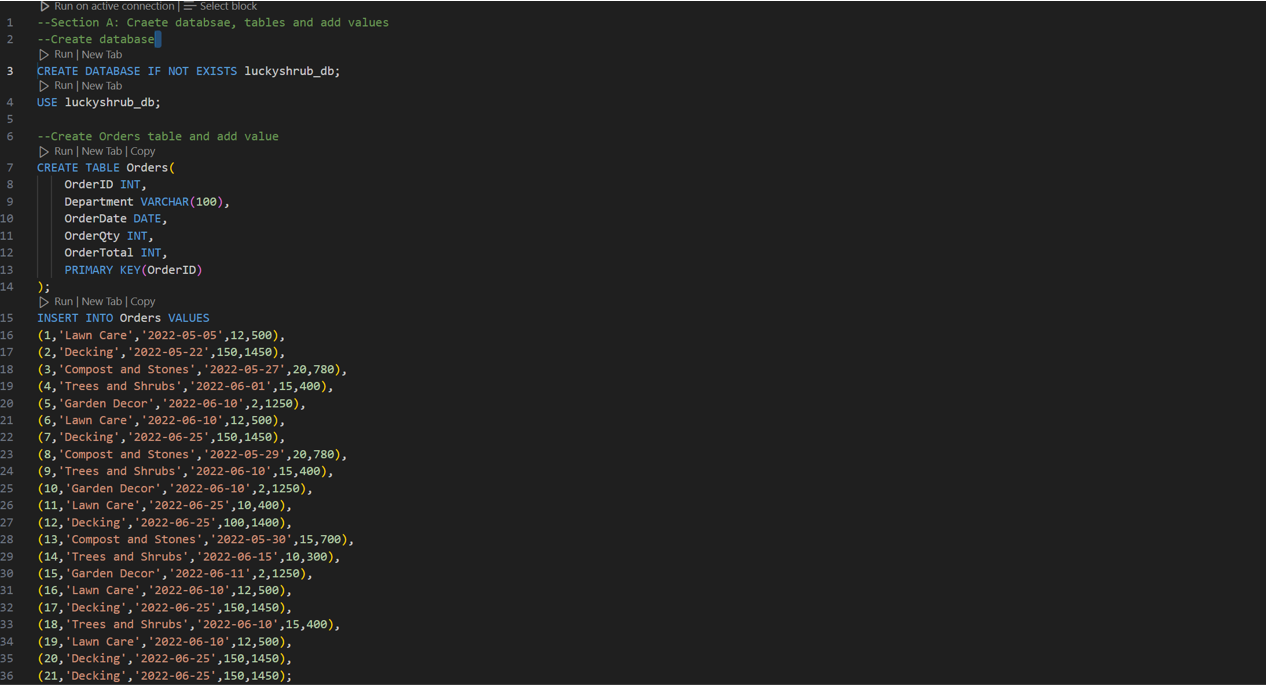 Run on active connection | Select block
1 --Section A: Craete databsae, tables and add values
2 --Create database
Run | New Tab
3 CREATE DATABASE IF NOT EXISTS luckyshrub_db;
Run | New Tab
4 USE luckyshrub_db;
5
6 --Create Orders table and add value
Run | New Tab | Copy
7 CREATE TABLE Orders(
8 OrderID INT,
9 Department VARCHAR(100),
10 OrderDate DATE,
11 OrderQty INT,
12 OrderTotal INT,
13 PRIMARY KEY(OrderID)
14 );
Run | New Tab | Copy
15 INSERT INTO Orders VALUES
16 (1,'Lawn Care','2022-05-05',12,500),
17 (2,'Decking','2022-05-22',150,1450),
18 (3,'Compost and Stones','2022-05-27',20,780),
19 (4,'Trees and Shrubs','2022-06-01',15,400),
20 (5,'Garden Decor','2022-06-10',2,1250),
21 (6,'Lawn Care','2022-06-10',12,500),
22 (7,'Decking','2022-06-25',150,1450),
23 (8,'Compost and Stones','2022-05-29',20,780),
24 (9,'Trees and Shrubs','2022-06-10',15,400),
25 (10,'Garden Decor','2022-06-10',2,1250),
26 (11,'Lawn Care','2022-06-25',10,400),
27 (12,'Decking','2022-06-25',100,1400),
28 (13,'Compost and Stones','2022-05-30',15,700),
29 (14,'Trees and Shrubs','2022-06-15',10,300),
30 (15,'Garden Decor','2022-06-11',2,1250),
31 (16,'Lawn Care','2022-06-10',12,500),
32 (17,'Decking','2022-06-25',150,1450),
33 (18,'Trees and Shrubs','2022-06-10',15,400),
34 (19,'Lawn Care','2022-06-10',12,500),
35 (20,'Decking','2022-06-25',150,1450),
36 (21,'Decking','2022-06-25',150,1450);